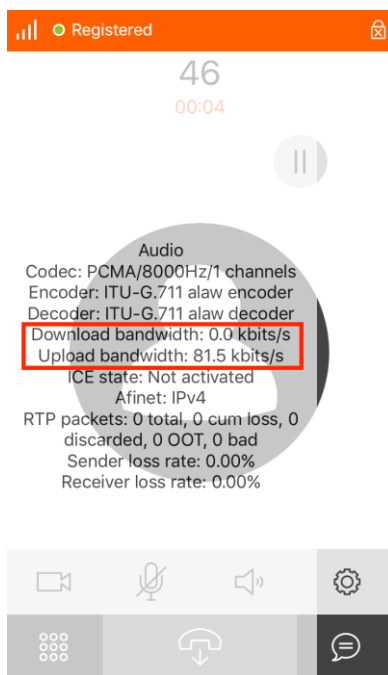 Registered
46
00:04
Audio
Codec: PCMA/8000Hz/1 channels
Encoder: ITU-G.711 alaw encoder
Decoder: ITU-G.711 alaw decoder
Download bandwidth: 0.0 kbits/s
Upload bandwidth: 81.5 kbits/s
ICE state: Not activated
Afinet: IPv4
RTP packets: 0 total, 0 cum loss, 0
discarded, 0 OOT, 0 bad
Sender loss rate: 0.00%
Receiver loss rate: 0.00%